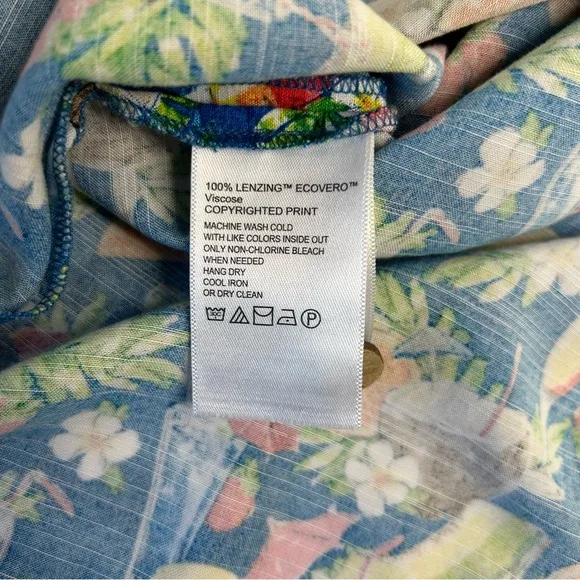 100% LENZING™ ECOVERO™
Viscose
COPYRIGHTED PRINT
MACHINE WASH COLD
WITH LIKE COLORS INSIDE OUT
ONLY NON-CHLORINE BLEACH
WHEN NEEDED
HANG DRY
COOL IRON
OR DRY CLEAN
P